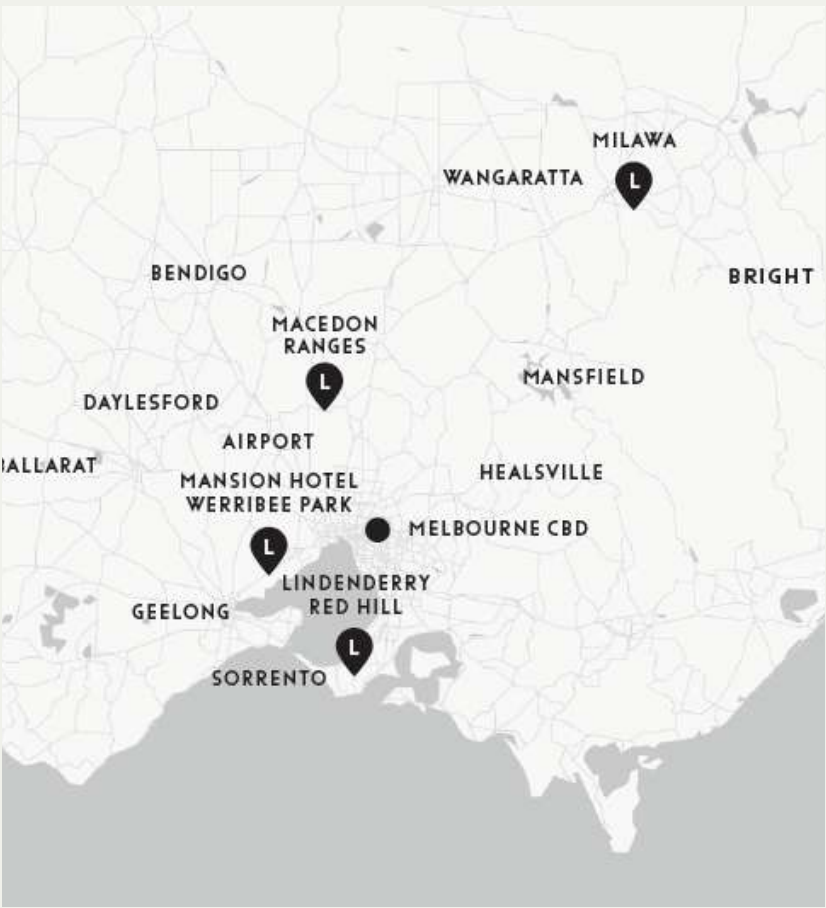 MILAWA
L
WANGARATTA
BENDIGO
BRIGHT
MACEDON
RANGES
L
MANSFIELD
DAYLESFORD
AIRPORT
BALLARAT
HEALSVILLE
MANSION HOTEL
WERRIBEE PARK
L
MELBOURNE CBD
LINDENDERRY
RED HILL
L
GEELONG
SORRENTO